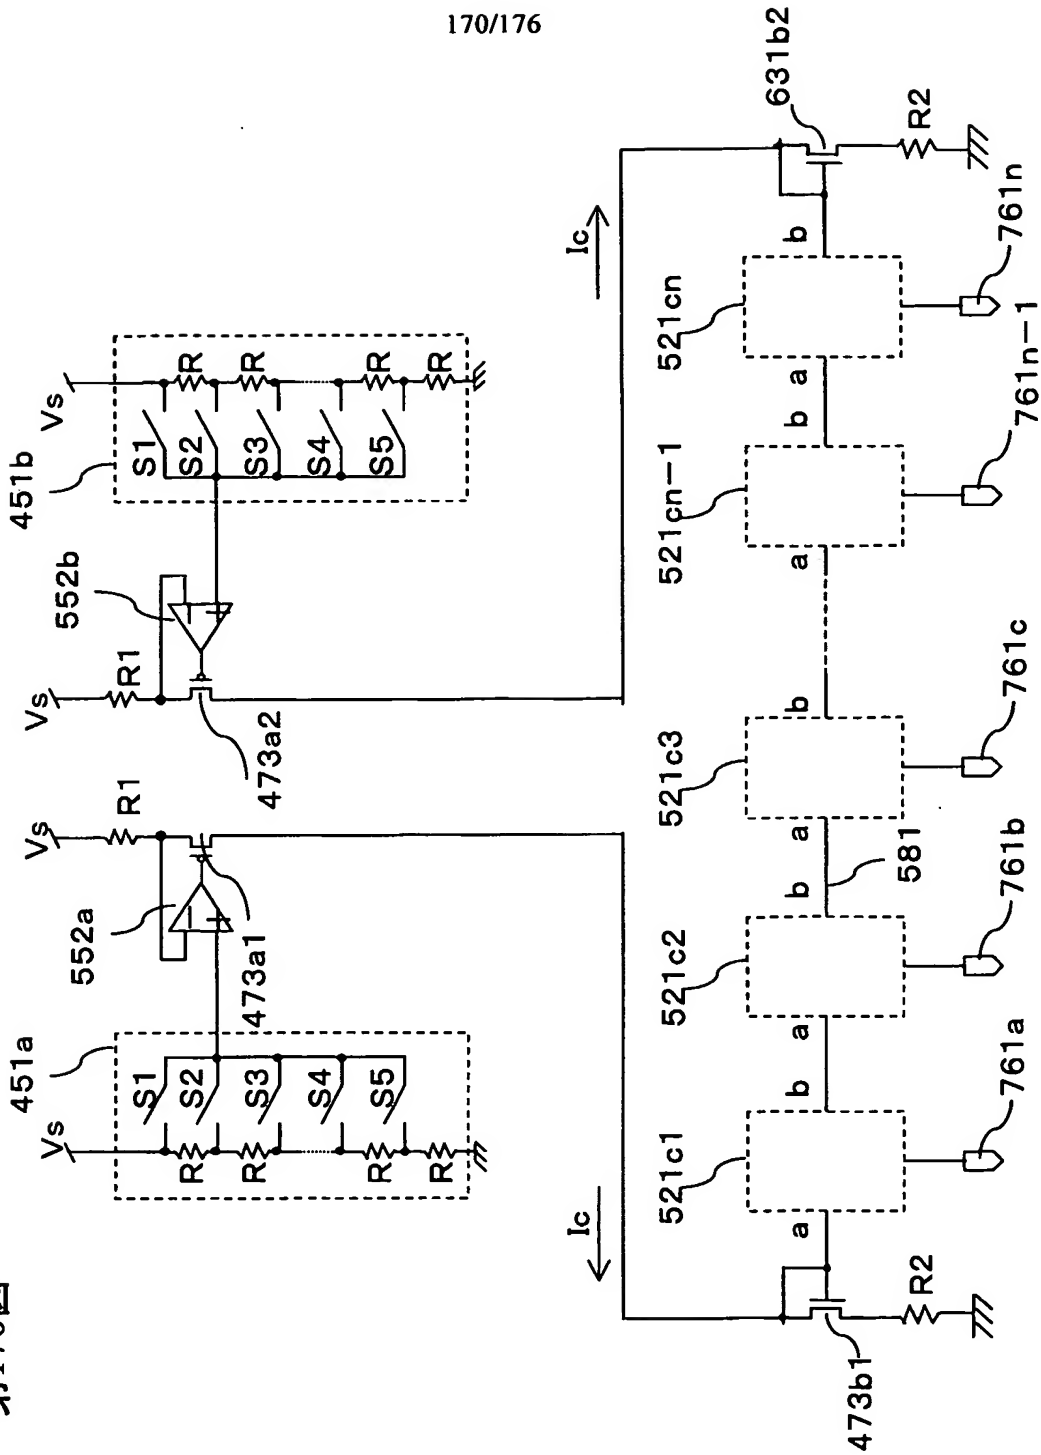 170/176
451a
451b
Vs
Vs
Vs
Vs
552a
552b
R1
R1
S1
S1
R
S2
S2
R
R
S3
473a1
473a2
S3
R
S4
S4
R
S5
S5
R
R
R
Ic
Ic
521c1
521c2
521c3
521cn-1
521cn
631b2
a
b
a
b
a
b
a
b
a
b
473b1
R2
581
R2
761a
761b
761c
761n-1
761n